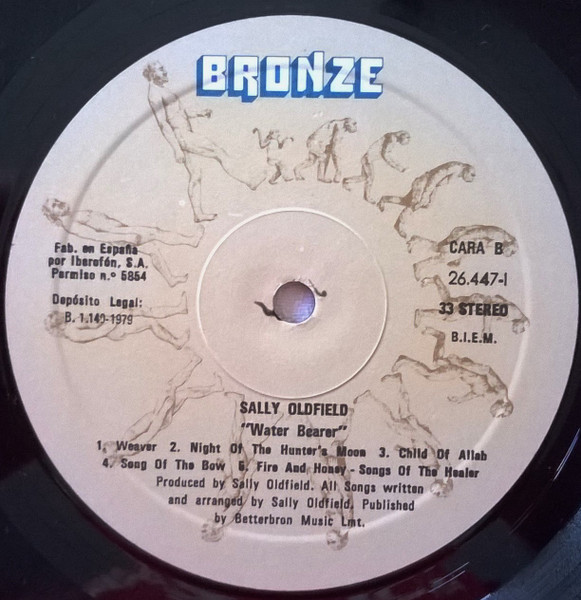 BRONZE
Fab. en España
por Iberofón, S.A.
Permiso n.º 5854
Depósito Legal:
B. 1.140-1979
CARA B
26.447-I
33 STEREO
B.I.E.M.
SALLY OLDFIELD
"Water Bearer"
1. Weaver 2. Night Of The Hunter's Moon 3. Child Of Allah
4. Song Of The Bow 5. Fire And Honey - Songs Of The Healer
Produced by Sally Oldfield. All Songs written
and arranged by Sally Oldfield. Published
by Betterbron Music Lmt.